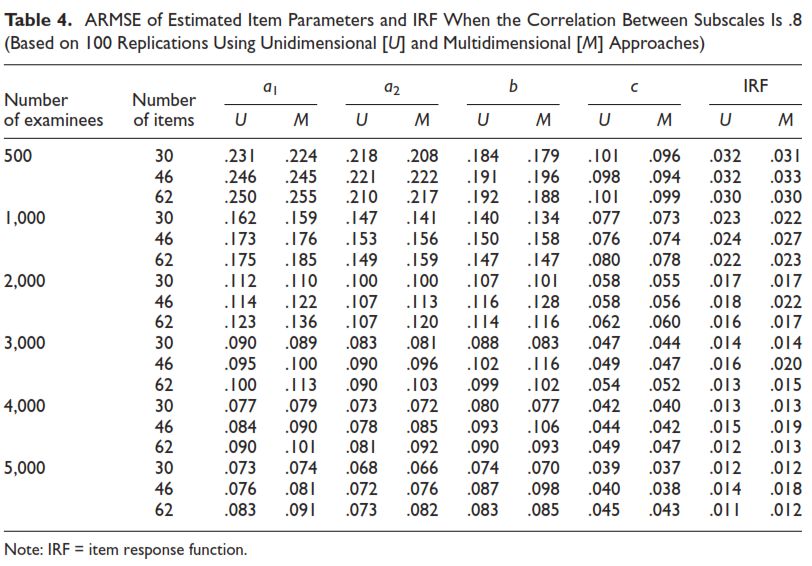 Table 4. ARMSE of Estimated Item Parameters and IRF When the Correlation Between Subscales Is .8
(Based on 100 Replications Using Unidimensional [U] and Multidimensional [M] Approaches)
a1 a2 b c IRF
Number of examinees Number of items U M U M U M U M U M
500 30 .231 .224 .218 .208 .184 .179 .101 .096 .032 .031
46 .246 .245 .221 .222 .191 .196 .098 .094 .032 .033
62 .250 .255 .210 .217 .192 .188 .101 .099 .030 .030
1,000 30 .162 .159 .147 .141 .140 .134 .077 .073 .023 .022
46 .173 .176 .153 .156 .150 .158 .076 .074 .024 .027
62 .175 .185 .149 .159 .147 .147 .080 .078 .022 .023
2,000 30 .112 .110 .100 .100 .107 .101 .058 .055 .017 .017
46 .114 .122 .107 .113 .116 .128 .058 .056 .018 .022
62 .123 .136 .107 .120 .114 .116 .062 .060 .016 .017
3,000 30 .090 .089 .083 .081 .088 .083 .047 .044 .014 .014
46 .095 .100 .090 .096 .102 .116 .049 .047 .016 .020
62 .100 .113 .090 .103 .099 .102 .054 .052 .013 .015
4,000 30 .077 .079 .073 .072 .080 .077 .042 .040 .013 .013
46 .084 .090 .078 .085 .093 .106 .044 .042 .015 .019
62 .090 .101 .081 .092 .090 .093 .049 .047 .012 .013
5,000 30 .073 .074 .068 .066 .074 .070 .039 .037 .012 .012
46 .076 .081 .072 .076 .087 .098 .040 .038 .014 .018
62 .083 .091 .073 .082 .083 .085 .045 .043 .011 .012
Note: IRF = item response function.